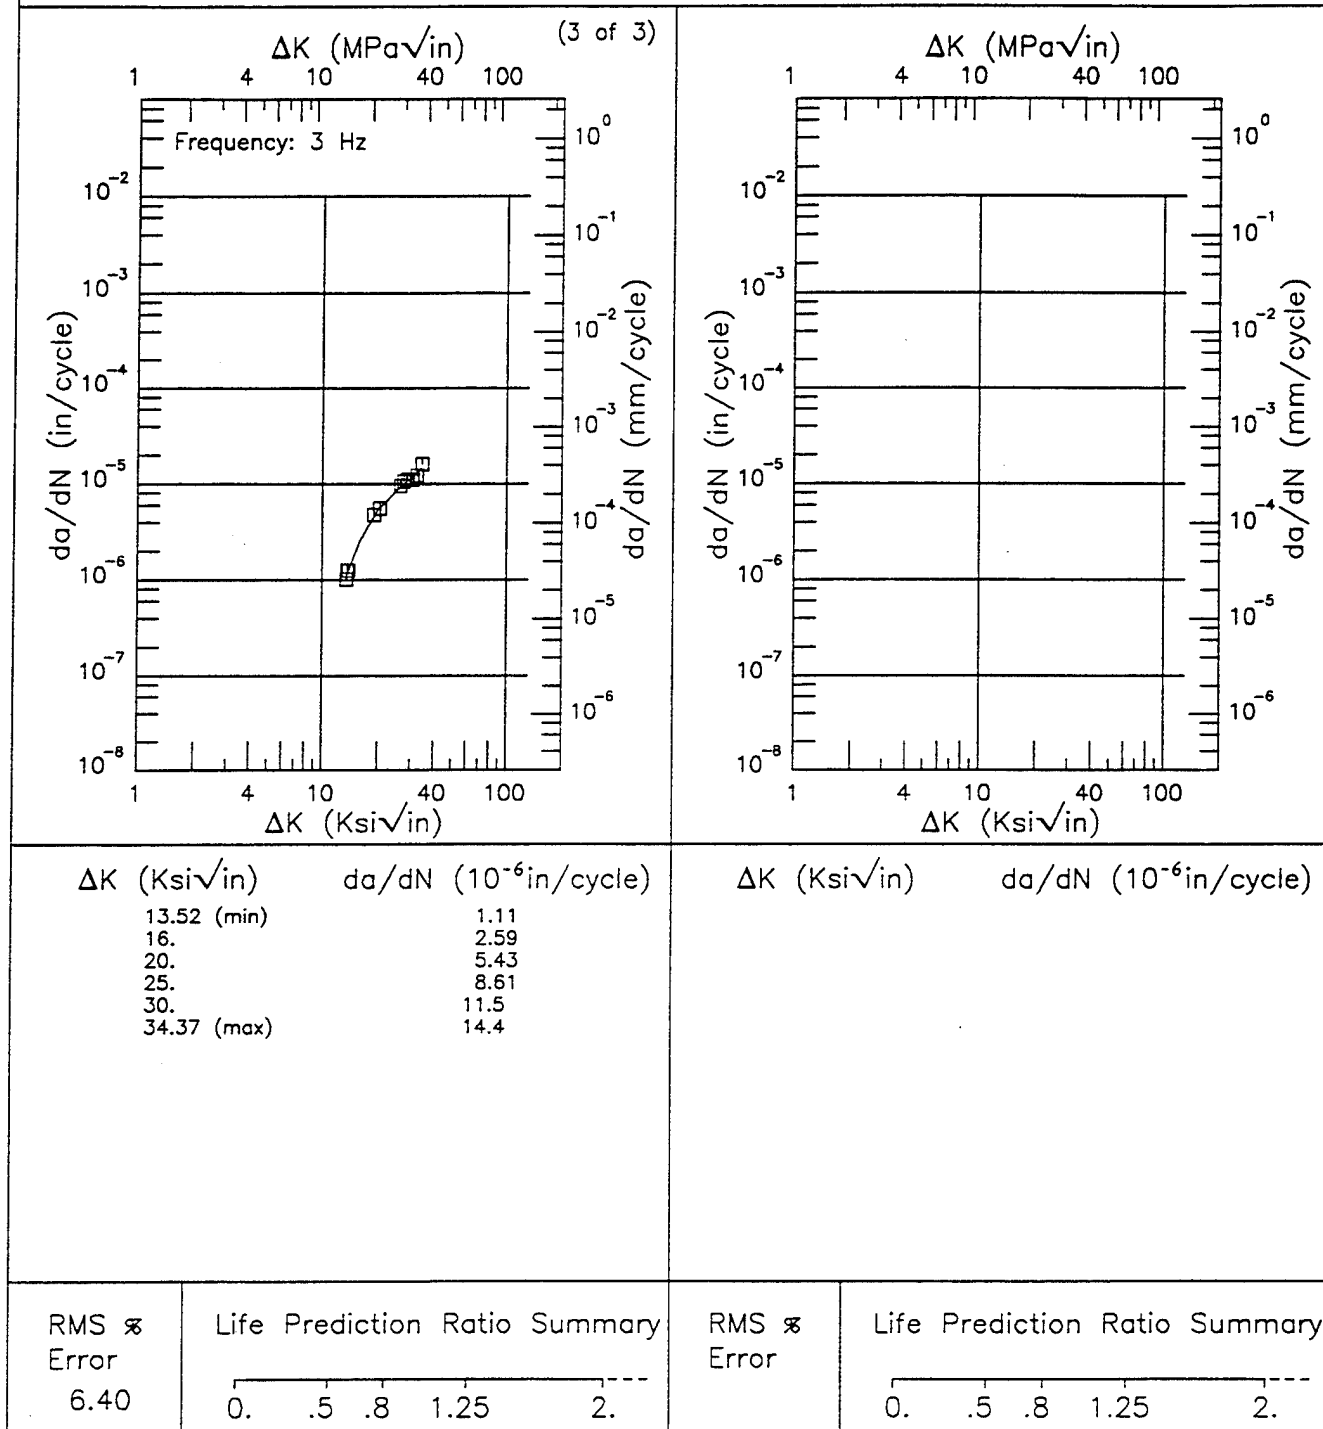 (3 of 3)
ΔK (MPa√in)
1 4 10 40 100
Frequency: 3 Hz
da/dN (in/cycle)
10⁻²
10⁻³
10⁻⁴
10⁻⁵
10⁻⁶
10⁻⁷
10⁻⁸
da/dN (mm/cycle)
10⁰
10⁻¹
10⁻²
10⁻³
10⁻⁴
10⁻⁵
10⁻⁶
1 4 10 40 100
ΔK (Ksi√in)
ΔK (MPa√in)
1 4 10 40 100
da/dN (in/cycle)
10⁻²
10⁻³
10⁻⁴
10⁻⁵
10⁻⁶
10⁻⁷
10⁻⁸
da/dN (mm/cycle)
10⁰
10⁻¹
10⁻²
10⁻³
10⁻⁴
10⁻⁵
10⁻⁶
1 4 10 40 100
ΔK (Ksi√in)
ΔK (Ksi√in) da/dN (10⁻⁶in/cycle)
13.52 (min) 1.11
16. 2.59
20. 5.43
25. 8.61
30. 11.5
34.37 (max) 14.4
ΔK (Ksi√in) da/dN (10⁻⁶in/cycle)
RMS %
Error
6.40
Life Prediction Ratio Summary
0. .5 .8 1.25 2.
RMS %
Error
Life Prediction Ratio Summary
0. .5 .8 1.25 2.